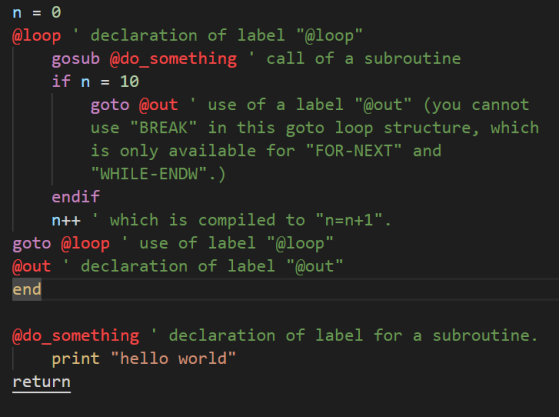 n = 0
@loop ' declaration of label "@loop"
gosub @do_something ' call of a subroutine
if n = 10
goto @out ' use of a label "@out" (you cannot
use "BREAK" in this goto loop structure, which
is only available for "FOR-NEXT" and
"WHILE-ENDW".)
endif
n++ ' which is compiled to "n=n+1".
goto @loop ' use of label "@loop"
@out ' declaration of label "@out"
end
@do_something ' declaration of label for a subroutine.
print "hello world"
return